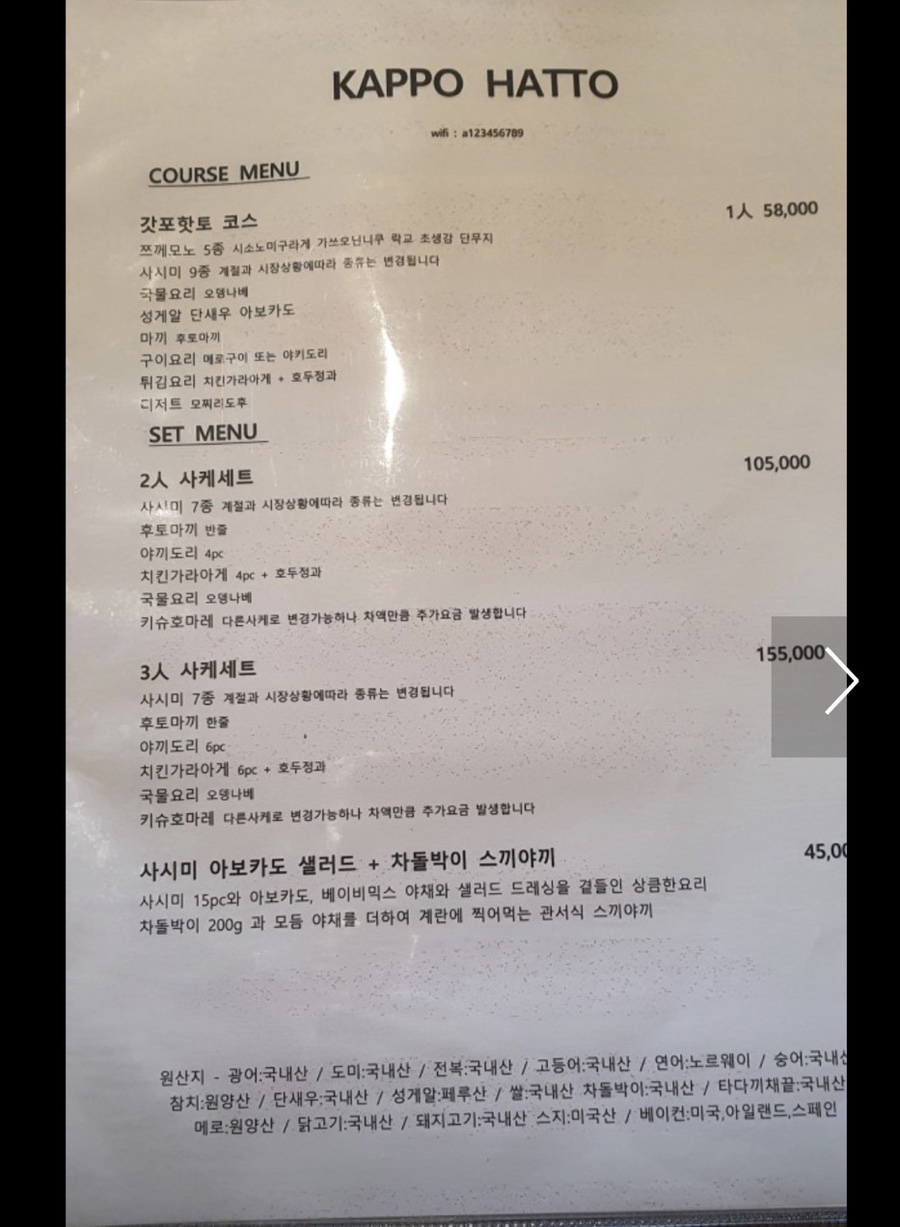 KAPPO HATTO
wifi : a123456789
COURSE MENU
갓포핫토 코스 1人 58,000
쯔께모노 5종 시소노미구라게 가쓰오닌니쿠 락교 초생강 단무지
사시미 9종 계절과 시장상황에따라 종류는 변경됩니다
국물요리 오뎅나베
성게알 단새우 아보카도
마끼 후토마끼
구이요리 메로구이 또는 야키도리
튀김요리 치킨가라아게 + 호두정과
디저트 모찌리도후
SET MENU
2人 사케세트 105,000
사시미 7종 계절과 시장상황에따라 종류는 변경됩니다
후토마끼 반줄
야끼도리 4pc
치킨가라아게 4pc + 호두정과
국물요리 오뎅나베
키슈호마레 다른사케로 변경가능하나 차액만큼 추가요금 발생합니다
3人 사케세트 155,000
사시미 7종 계절과 시장상황에따라 종류는 변경됩니다
후토마끼 한줄
야끼도리 6pc
치킨가라아게 6pc + 호두정과
국물요리 오뎅나베
키슈호마레 다른사케로 변경가능하나 차액만큼 추가요금 발생합니다
사시미 아보카도 샐러드 + 차돌박이 스끼야끼 45,00
사시미 15pc와 아보카도, 베이비믹스 야채와 샐러드 드레싱을 곁들인 상큼한요리
차돌박이 200g 과 모듬 야채를 더하여 계란에 찍어먹는 관서식 스끼야끼
원산지 - 광어:국내산 / 도미:국내산 / 전복:국내산 / 고등어:국내산 / 연어:노르웨이 / 숭어:국내산
참치:원양산 / 단새우:국내산 / 성게알:페루산 / 쌀:국내산 차돌박이:국내산 / 타다끼채끝:국내산
메로:원양산 / 닭고기:국내산 / 돼지고기:국내산 스지:미국산 / 베이컨:미국,아일랜드,스페인